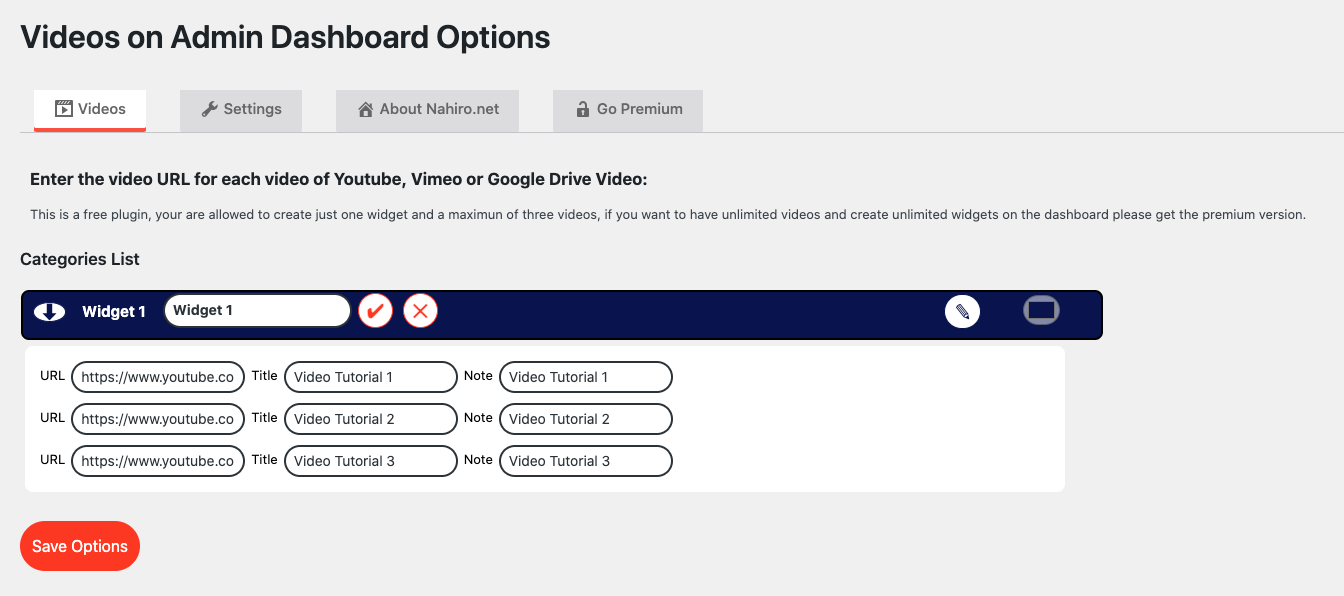 Videos on Admin Dashboard Options
Videos Settings About Nahiro.net Go Premium
Enter the video URL for each video of Youtube, Vimeo or Google Drive Video:
This is a free plugin, your are allowed to create just one widget and a maximun of three videos, if you want to have unlimited videos and create unlimited widgets on the dashboard please get the premium version.
Categories List
Widget 1 Widget 1
URL https://www.youtube.co Title Video Tutorial 1 Note Video Tutorial 1
URL https://www.youtube.co Title Video Tutorial 2 Note Video Tutorial 2
URL https://www.youtube.co Title Video Tutorial 3 Note Video Tutorial 3
Save Options